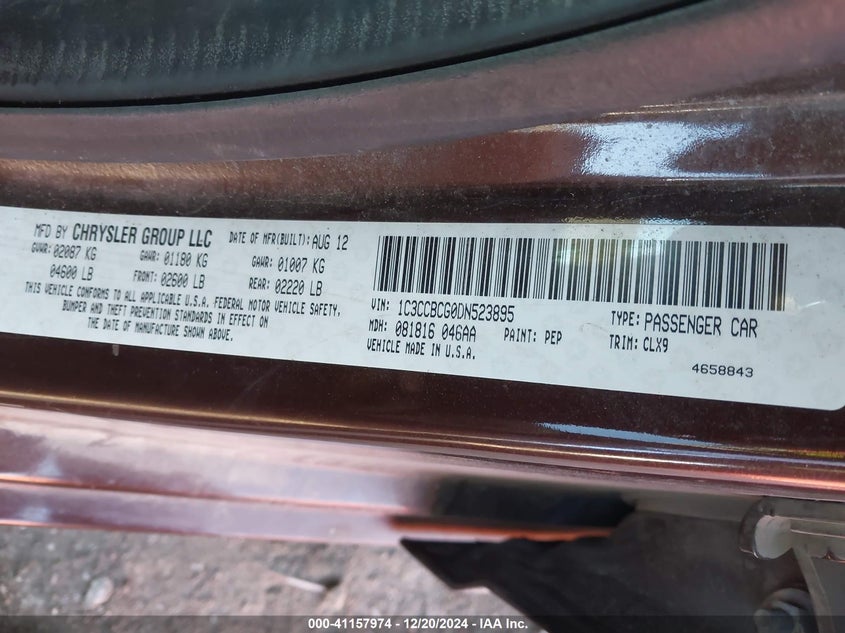 MFD BY CHRYSLER GROUP LLC DATE OF MFR(BUILT): AUG 12
GVWR: 02087 KG GAWR: 01180 KG GAWR: 01007 KG
04600 LB FRONT: 02600 LB REAR: 02220 LB
THIS VEHICLE CONFORMS TO ALL APPLICABLE U.S.A. FEDERAL MOTOR VEHICLE SAFETY,
BUMPER AND THEFT PREVENTION STANDARDS IN EFFECT ON
THE DATE OF MANUFACTURE SHOWN ABOVE.
VIN: 1C3CCBCG0DN523895 TYPE: PASSENGER CAR
MDH: 081816 046AA PAINT: PEP TRIM: CLX9
VEHICLE MADE IN U.S.A.
4658843
000-41157974 - 12/20/2024 - © IAA Inc.